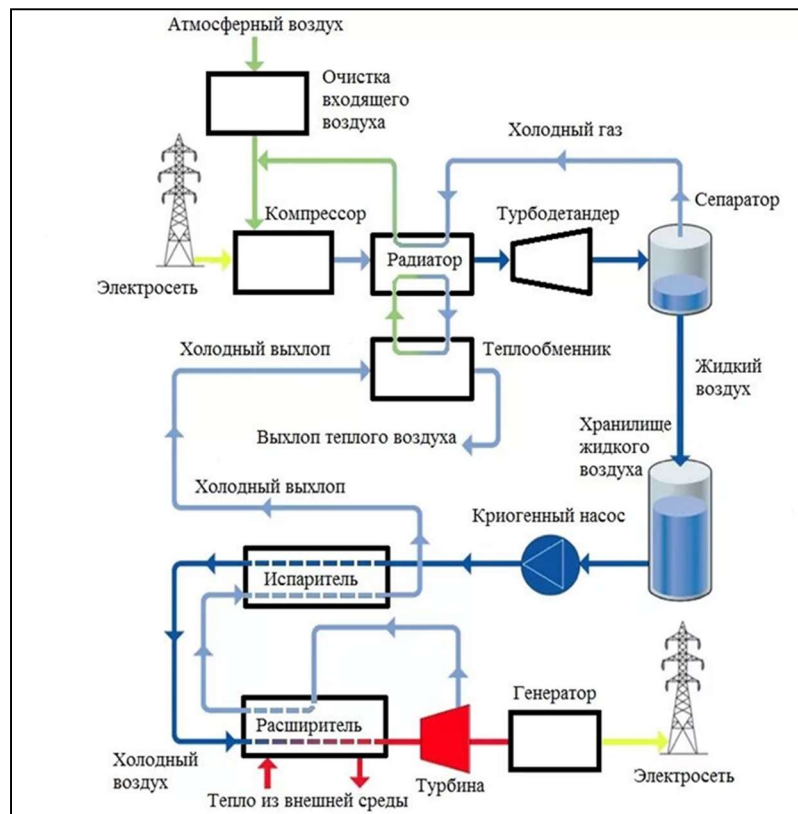 Атмосферный воздух
Очистка
входящего
воздуха
Холодный газ
Компрессор
Турбодетандер
Сепаратор
Радиатор
Электросеть
Холодный выхлоп
Теплообменник
Жидкий
воздух
Выхлоп теплого воздуха
Хранилище
жидкого
воздуха
Холодный выхлоп
Криогенный насос
Испаритель
Генератор
Расширитель
Холодный
воздух
Тепло из внешней среды
Турбина
Электросеть